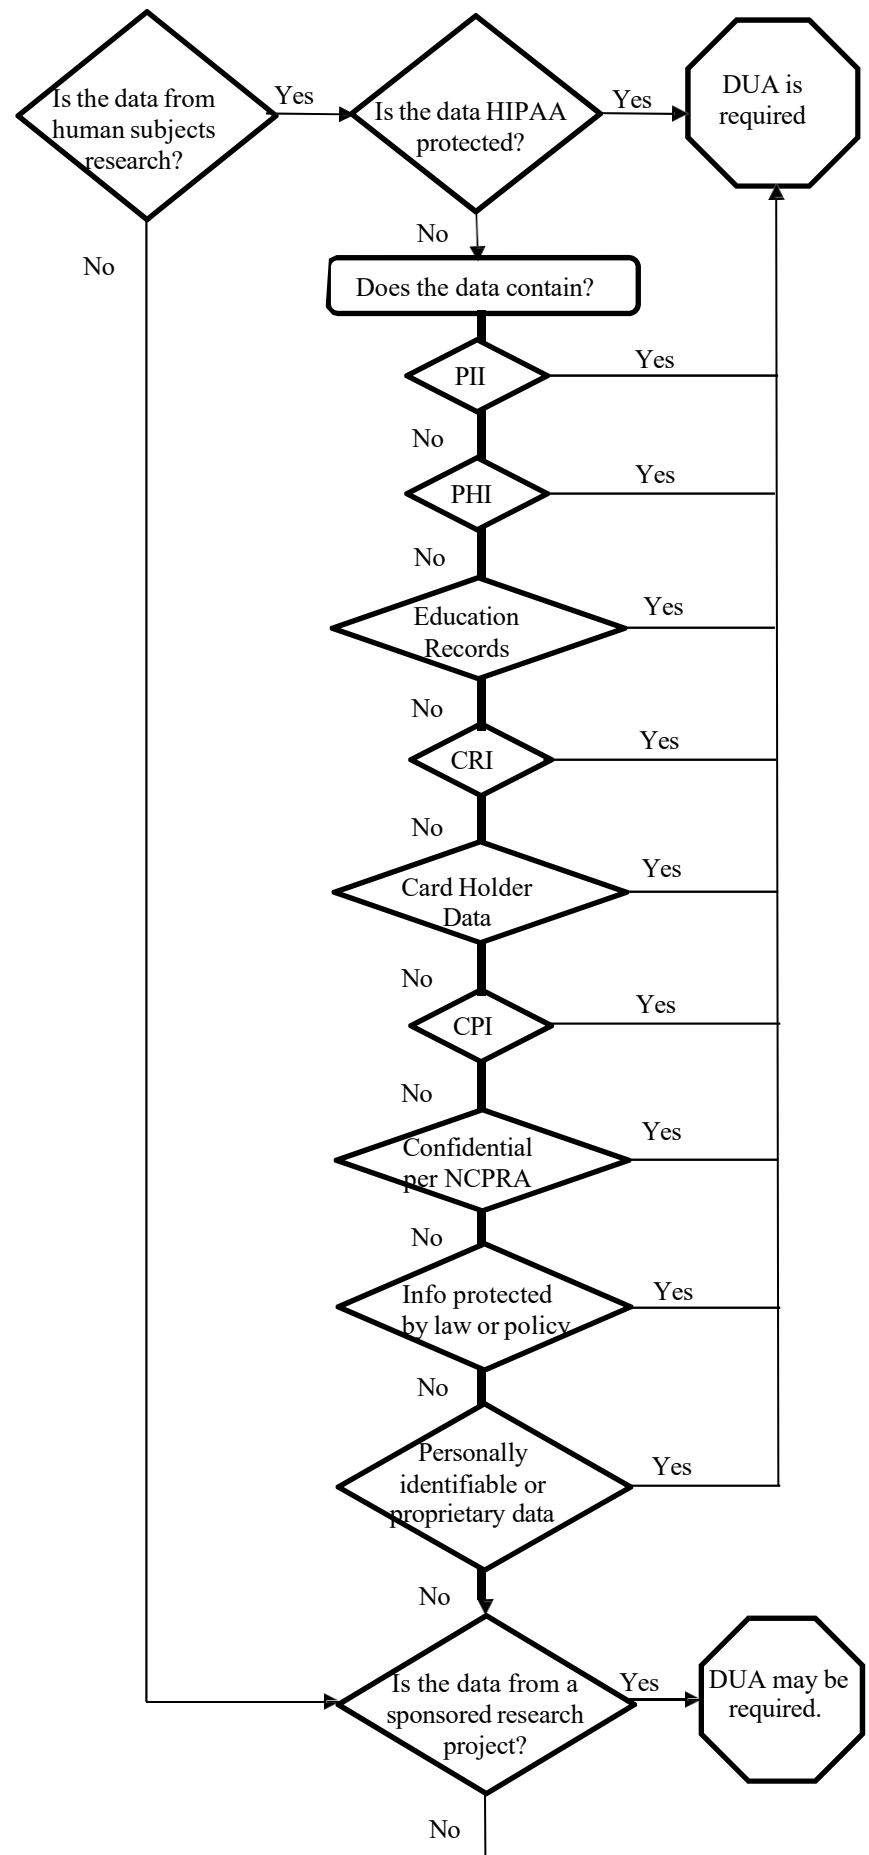 Is the data from
human subjects
research?
Yes
Is the data HIPAA
protected?
Yes
DUA is
required
No
No
Does the data contain?
PII
Yes
No
PHI
Yes
No
Education
Records
Yes
No
CRI
Yes
No
Card Holder
Data
Yes
No
CPI
Yes
No
Confidential
per NCPRA
Yes
No
Info protected
by law or policy
Yes
No
Personally
identifiable or
proprietary data
Yes
No
Is the data from a
sponsored research
project?
Yes
DUA may be
required.
No